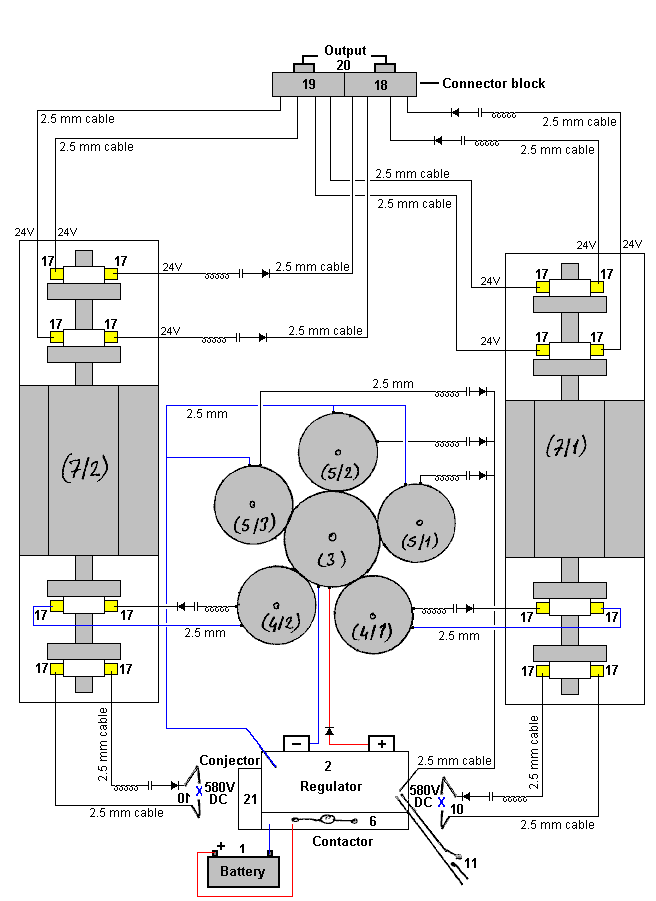 Output
20
19
18
Connector block
2.5 mm cable
2.5 mm cable
2.5 mm cable
2.5 mm cable
2.5 mm cable
2.5 mm cable
24V
24V
24V
24V
17
17
24V
2.5 mm cable
17
17
24V
17
17
24V
2.5 mm cable
17
17
24V
2.5 mm
2.5 mm
(7/2)
(7/1)
(5/2)
(5/3)
(5/1)
(3)
(4/2)
(4/1)
17
17
2.5 mm
2.5 mm
17
17
17
17
17
17
2.5 mm cable
2.5 mm cable
−
+
Conjector
2
Regulator
2.5 mm cable
580V
DC
10
2.5 mm cable
21
580V
DC
10
2.5 mm cable
6
Contactor
11
+
1
Battery